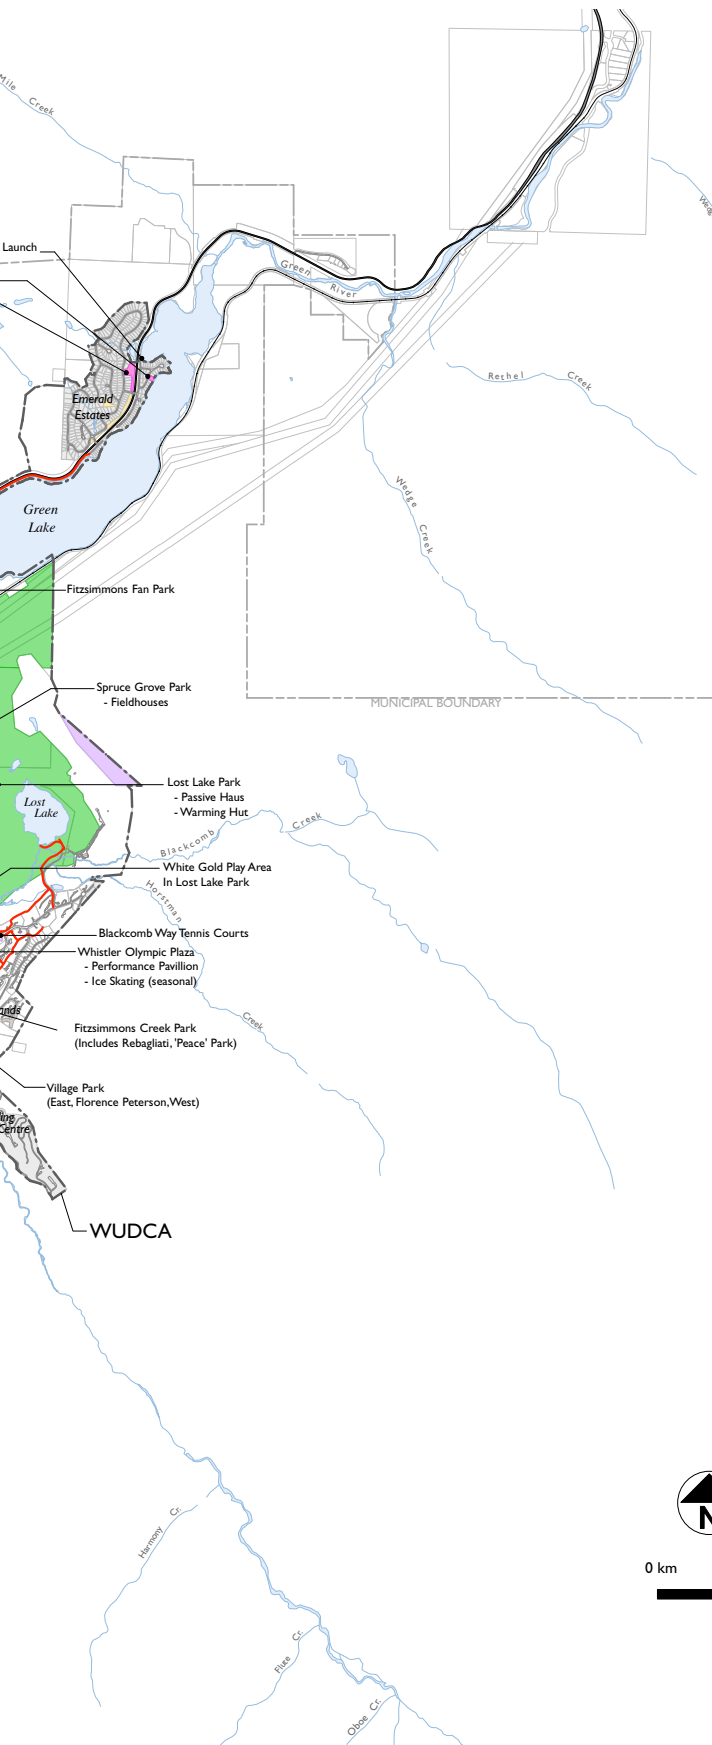 Mile Creek
Launch
Green
River
Emerald
Estates
Rethel Creek
Green
Lake
Wedge Creek
Fitzsimmons Fan Park
Spruce Grove Park
- Fieldhouses
MUNICIPAL BOUNDARY
Lost Lake Park
- Passive Haus
- Warming Hut
Lost
Lake
Blackcomb Creek
White Gold Play Area
In Lost Lake Park
Horstman
Creek
Blackcomb Way Tennis Courts
Whistler Olympic Plaza
- Performance Pavillion
- Ice Skating (seasonal)
Fitzsimmons Creek Park
(Includes Rebagliati, 'Peace' Park)
Village Park
(East, Florence Peterson, West)
Centre
WUDCA
N
Harmony Cr.
0 km
Flute Cr.
Oboe Cr.